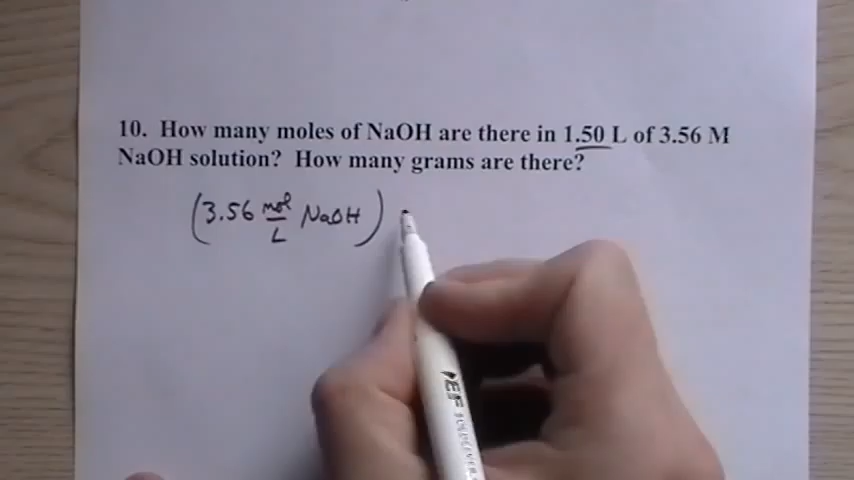 10. How many moles of NaOH are there in 1.50 L of 3.56 M
NaOH solution? How many grams are there?
(3.56 mol/L NaOH)